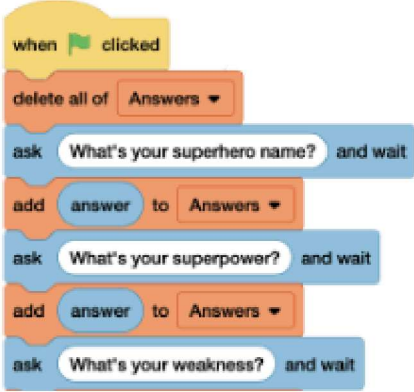 when clicked
delete all of Answers
ask What's your superhero name? and wait
add answer to Answers
ask What's your superpower? and wait
add answer to Answers
ask What's your weakness? and wait